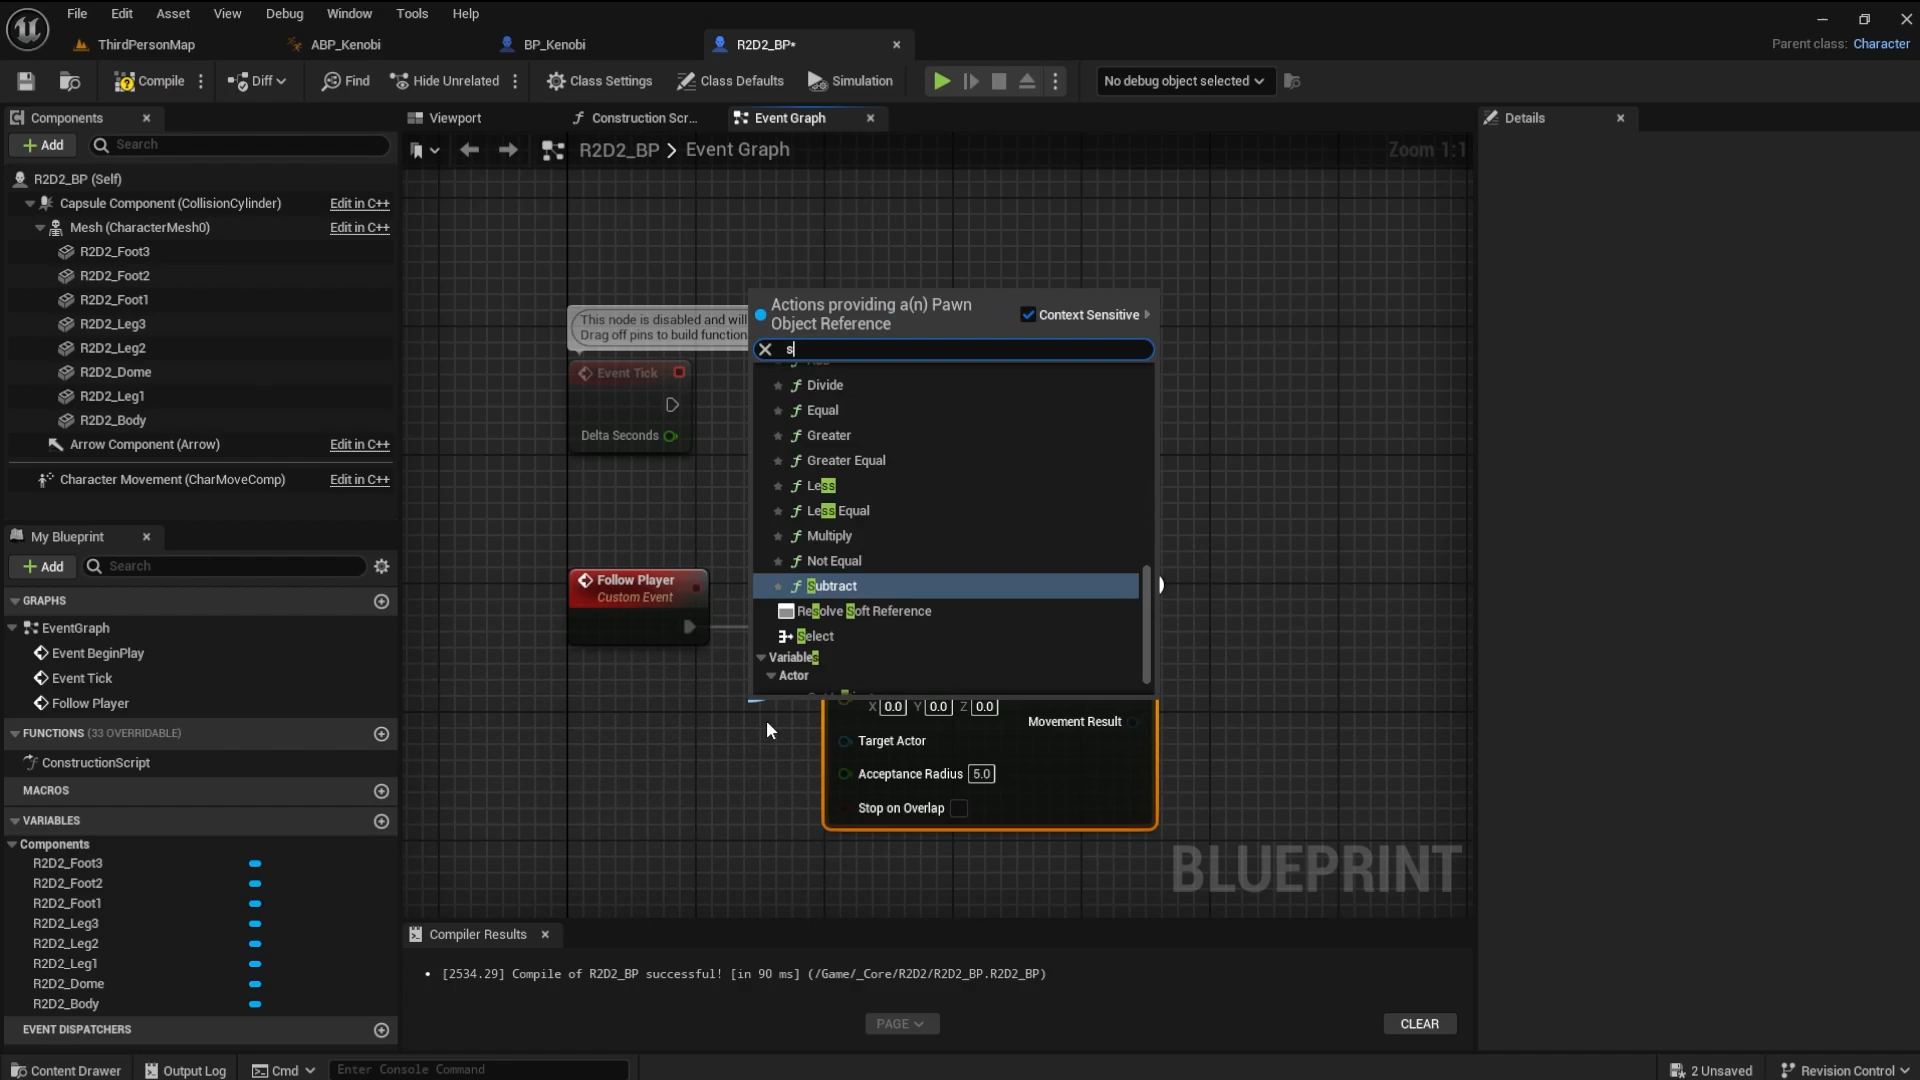 File Edit Asset View Debug Window Tools Help
ThirdPersonMap ABP_Kenobi BP_Kenobi R2D2_BP*
Parent class: Character
Compile Diff Find Hide Unrelated Class Settings Class Defaults Simulation No debug object selected
Components
Add Search
R2D2_BP (Self)
Capsule Component (CollisionCylinder) Edit in C++
Mesh (CharacterMesh0) Edit in C++
R2D2_Foot3
R2D2_Foot2
R2D2_Foot1
R2D2_Leg3
R2D2_Leg2
R2D2_Dome
R2D2_Leg1
R2D2_Body
Arrow Component (Arrow) Edit in C++
Character Movement (CharMoveComp) Edit in C++
My Blueprint
Add Search
GRAPHS
EventGraph
Event BeginPlay
Event Tick
Follow Player
FUNCTIONS (33 OVERRIDABLE)
ConstructionScript
MACROS
VARIABLES
Components
R2D2_Foot3
R2D2_Foot2
R2D2_Foot1
R2D2_Leg3
R2D2_Leg2
R2D2_Leg1
R2D2_Dome
R2D2_Body
EVENT DISPATCHERS
Viewport Construction Scr... Event Graph
R2D2_BP > Event Graph
Zoom 1:1
This node is disabled and will
Drag off pins to build function
Event Tick
Delta Seconds
Follow Player
Custom Event
Actions providing a(n) Pawn
Object Reference
Context Sensitive
s
Divide
Equal
Greater
Greater Equal
Less
Less Equal
Multiply
Not Equal
Subtract
Resolve Soft Reference
Select
Variables
Actor
X 0.0 Y 0.0 Z 0.0
Movement Result
Target Actor
Acceptance Radius 5.0
Stop on Overlap
BLUEPRINT
Compiler Results
[2534.29] Compile of R2D2_BP successful! [in 90 ms] (/Game/_Core/R2D2/R2D2_BP.R2D2_BP)
PAGE
CLEAR
Details
Content Drawer Output Log Cmd Enter Console Command 2 Unsaved Revision Control